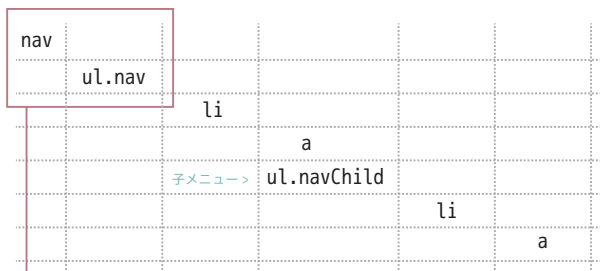 nav
ul.nav
li
a
子メニュー > ul.navChild
li
a